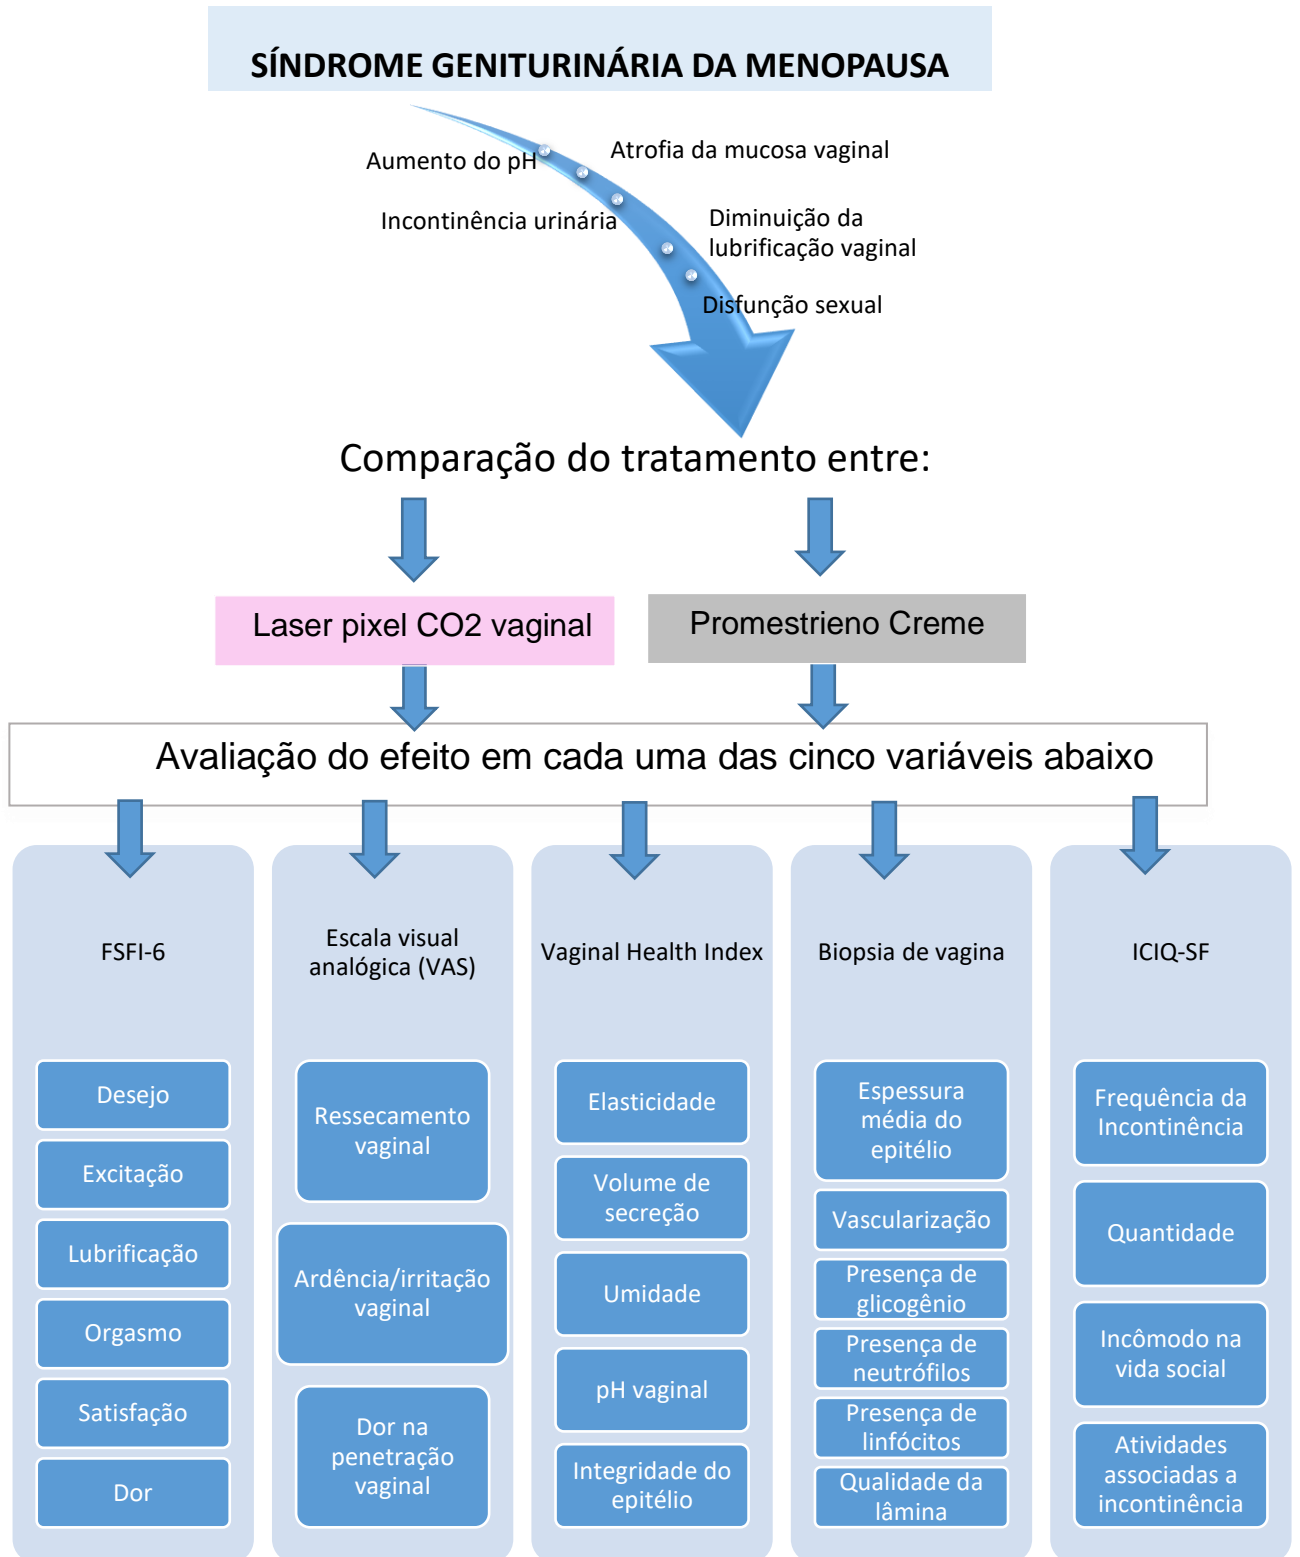 SÍNDROME GENITURINÁRIA DA MENOPAUSA
Aumento do pH
Atrofia da mucosa vaginal
Incontinência urinária
Diminuição da
lubrificação vaginal
Disfunção sexual
Comparação do tratamento entre:
Laser pixel CO2 vaginal
Promestrieno Creme
Avaliação do efeito em cada uma das cinco variáveis abaixo
FSFI-6
Desejo
Excitação
Lubrificação
Orgasmo
Satisfação
Dor
Escala visual
analógica (VAS)
Ressecamento
vaginal
Ardência/irritação
vaginal
Dor na
penetração
vaginal
Vaginal Health Index
Elasticidade
Volume de
secreção
Umidade
pH vaginal
Integridade do
epitélio
Biopsia de vagina
Espessura
média do
epitélio
Vascularização
Presença de
glicogênio
Presença de
neutrófilos
Presença de
linfócitos
Qualidade da
lâmina
ICIQ-SF
Frequência da
Incontinência
Quantidade
Incômodo na
vida social
Atividades
associadas a
incontinência